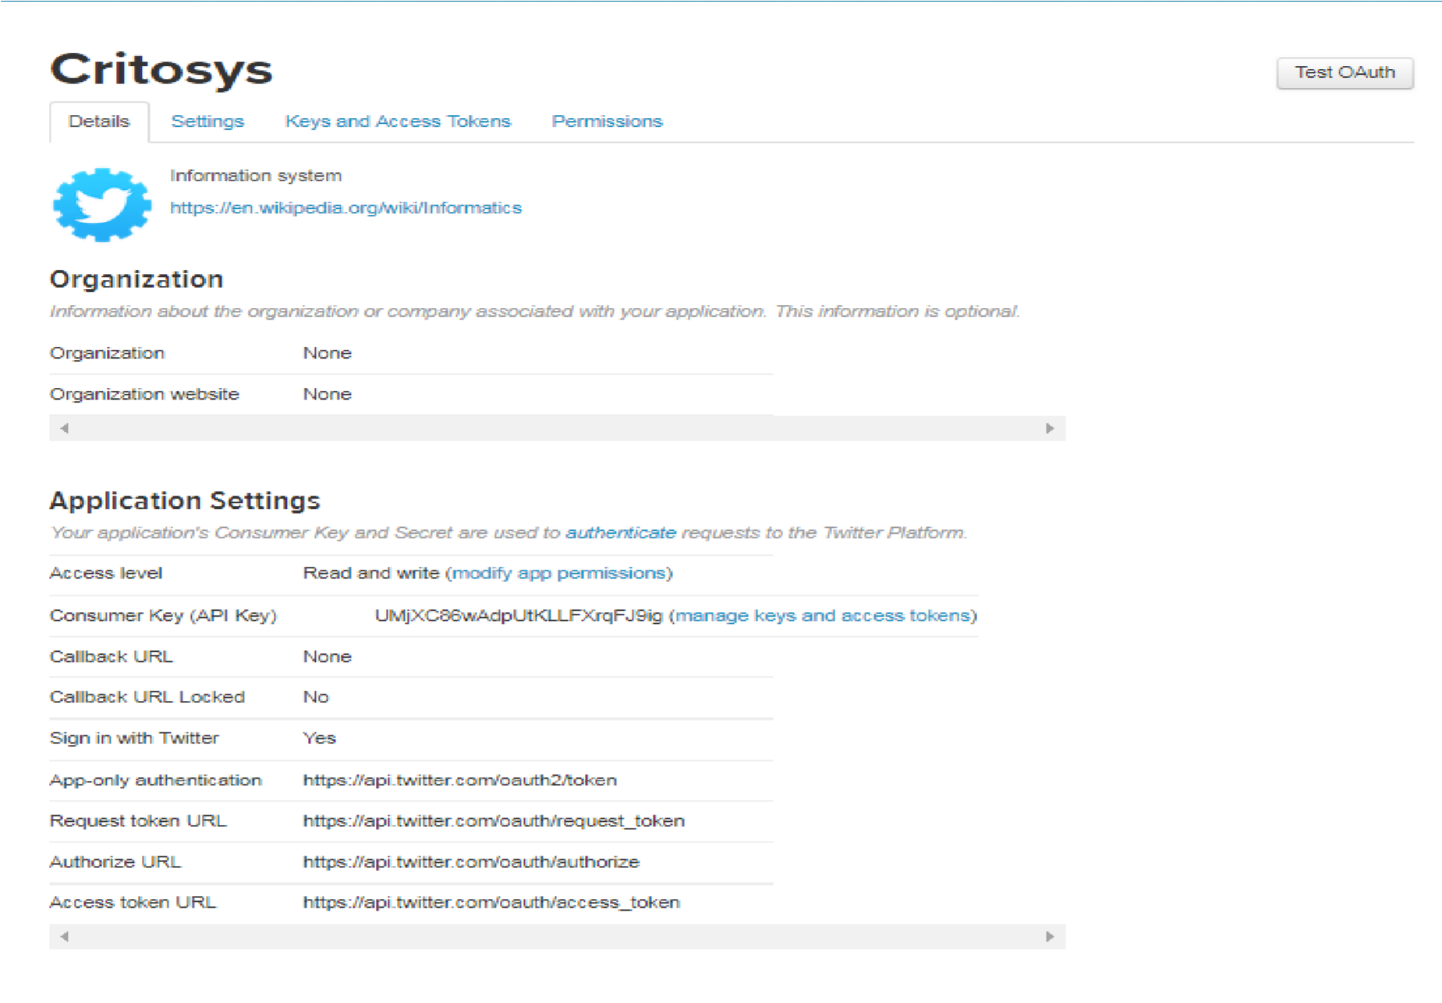 Critosys
Test OAuth
Details Settings Keys and Access Tokens Permissions
Information system
https://en.wikipedia.org/wiki/Informatics
Organization
Information about the organization or company associated with your application. This information is optional.
Organization None
Organization website None
Application Settings
Your application's Consumer Key and Secret are used to authenticate requests to the Twitter Platform.
Access level Read and write (modify app permissions)
Consumer Key (API Key) UMjXC86wAdpUtKLLFXrqFJ9ig (manage keys and access tokens)
Callback URL None
Callback URL Locked No
Sign in with Twitter Yes
App-only authentication https://api.twitter.com/oauth2/token
Request token URL https://api.twitter.com/oauth/request_token
Authorize URL https://api.twitter.com/oauth/authorize
Access token URL https://api.twitter.com/oauth/access_token